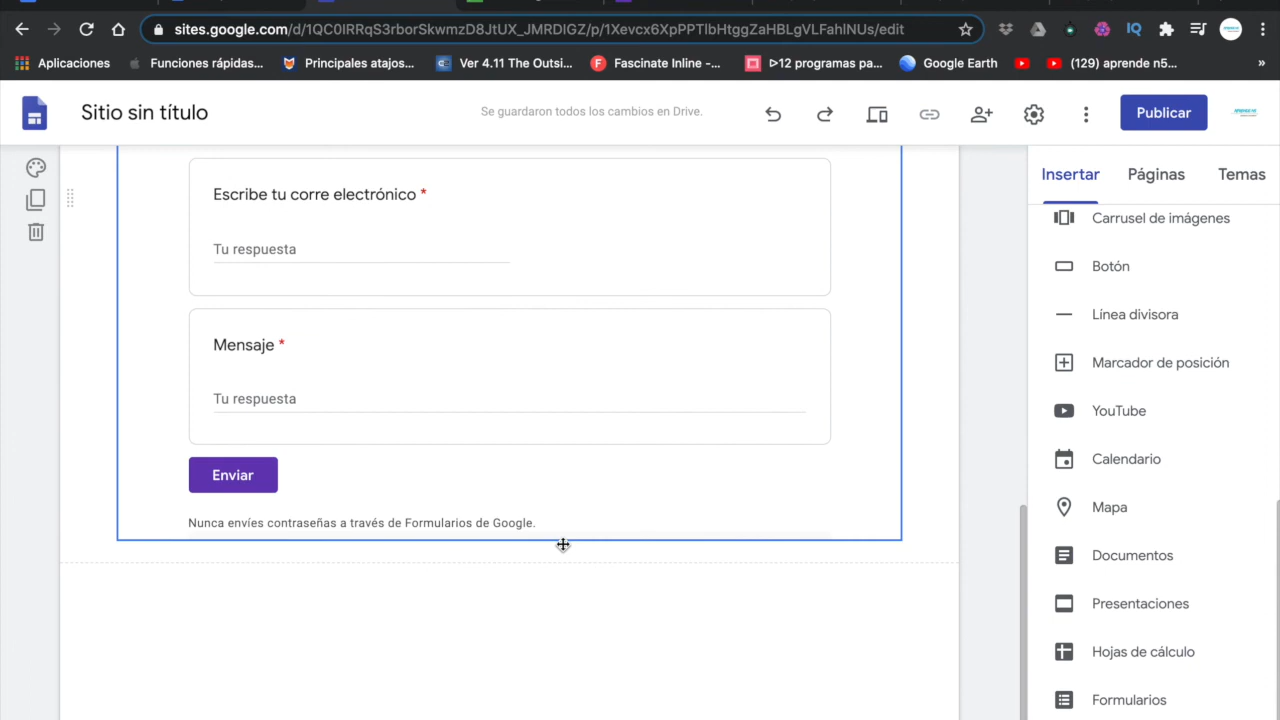 sites.google.com/d/1QC0IRRqS3rborSkwmzD8JtUX_JMRDIGZ/p/1Xevcx6XpPPTlbHtggZaHBLgVLFahlNUs/edit
Aplicaciones Funciones rápidas... Principales atajos... Ver 4.11 The Outsi... Fascinate Inline -... ▷12 programas pa... Google Earth (129) aprende n5... »
Sitio sin título
Se guardaron todos los cambios en Drive.
Publicar
Insertar Páginas Temas
Escribe tu corre electrónico *
Tu respuesta
Mensaje *
Tu respuesta
Enviar
Nunca envíes contraseñas a través de Formularios de Google.
Carrusel de imágenes
Botón
Línea divisora
Marcador de posición
YouTube
Calendario
Mapa
Documentos
Presentaciones
Hojas de cálculo
Formularios